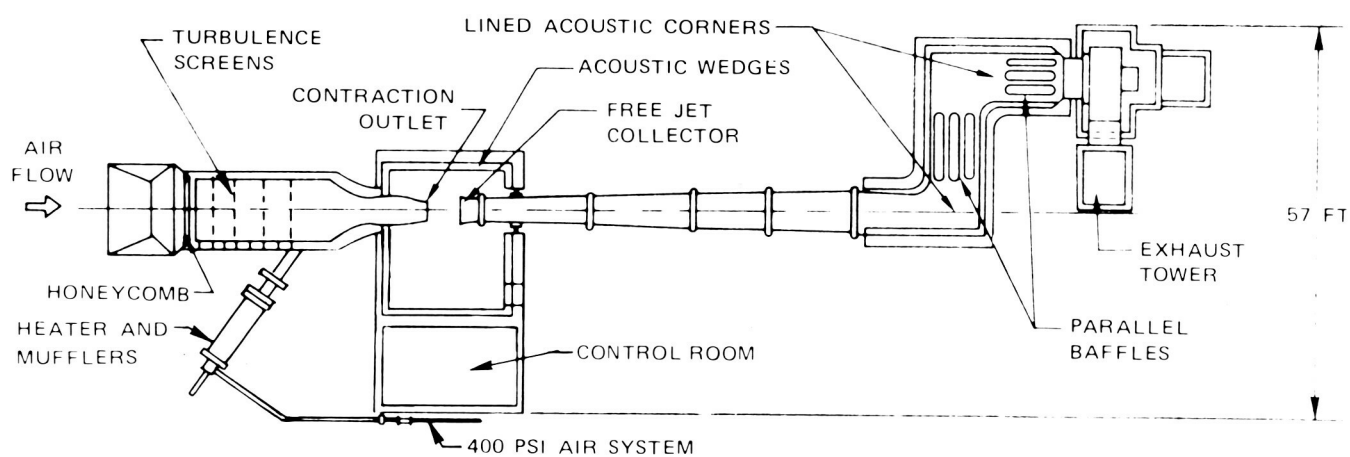 LINED ACOUSTIC CORNERS
TURBULENCE
SCREENS
ACOUSTIC WEDGES
CONTRACTION
OUTLET
FREE JET
COLLECTOR
AIR
FLOW
57 FT
HONEYCOMB
EXHAUST
TOWER
HEATER AND
MUFFLERS
PARALLEL
BAFFLES
CONTROL ROOM
400 PSI AIR SYSTEM